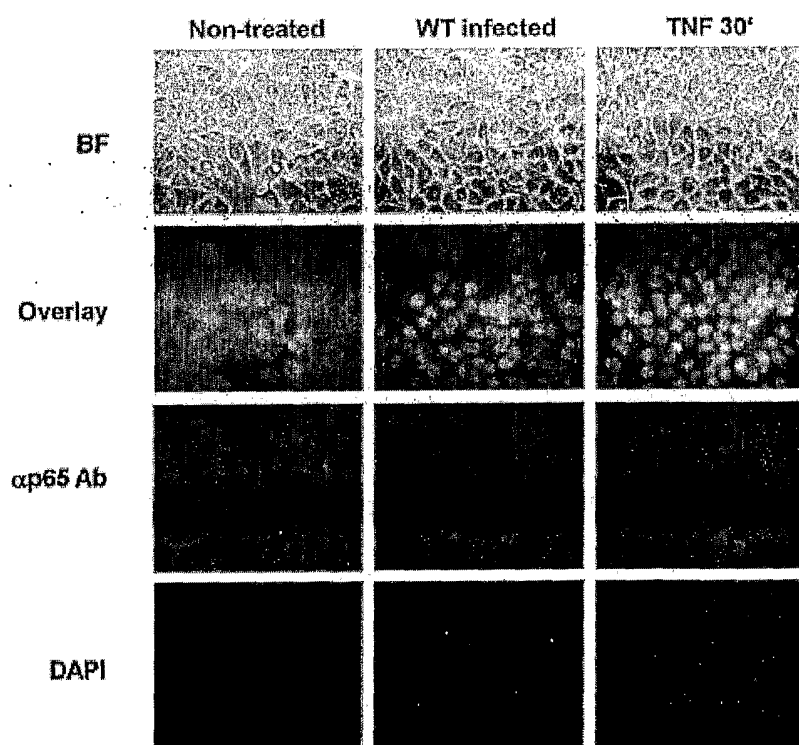 Non-treated WT infected TNF 30'
BF
Overlay
αp65 Ab
DAPI